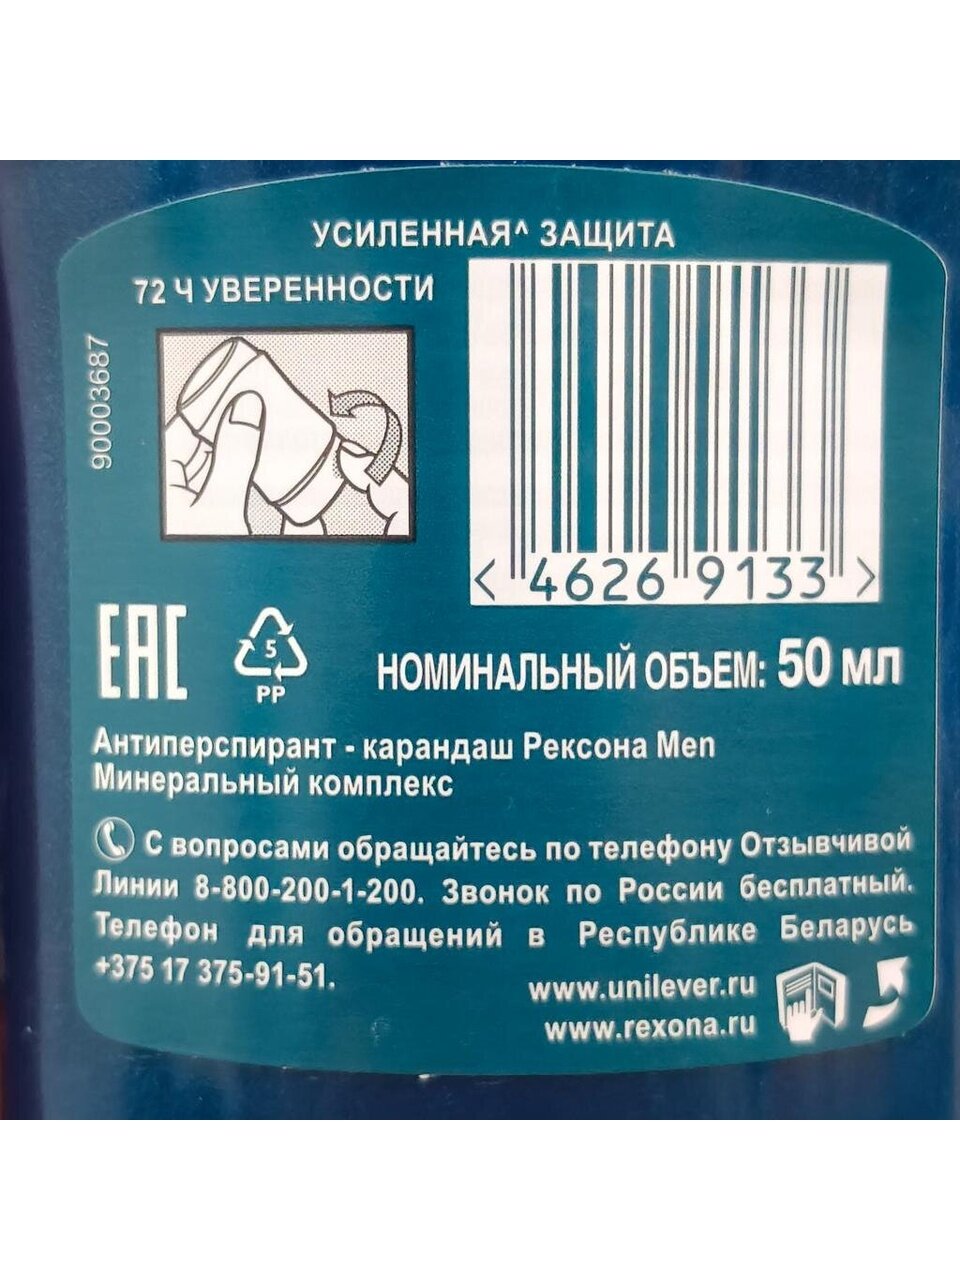 УСИЛЕННАЯ^ ЗАЩИТА
72 Ч УВЕРЕННОСТИ
90003687
<4626 9133>
EAC
5
PP
НОМИНАЛЬНЫЙ ОБЪЕМ: 50 мл
Антиперспирант - карандаш Рексона Men
Минеральный комплекс
С вопросами обращайтесь по телефону Отзывчивой
Линии 8-800-200-1-200. Звонок по России бесплатный.
Телефон для обращений в Республике Беларусь
+375 17 375-91-51.
www.unilever.ru
www.rexona.ru